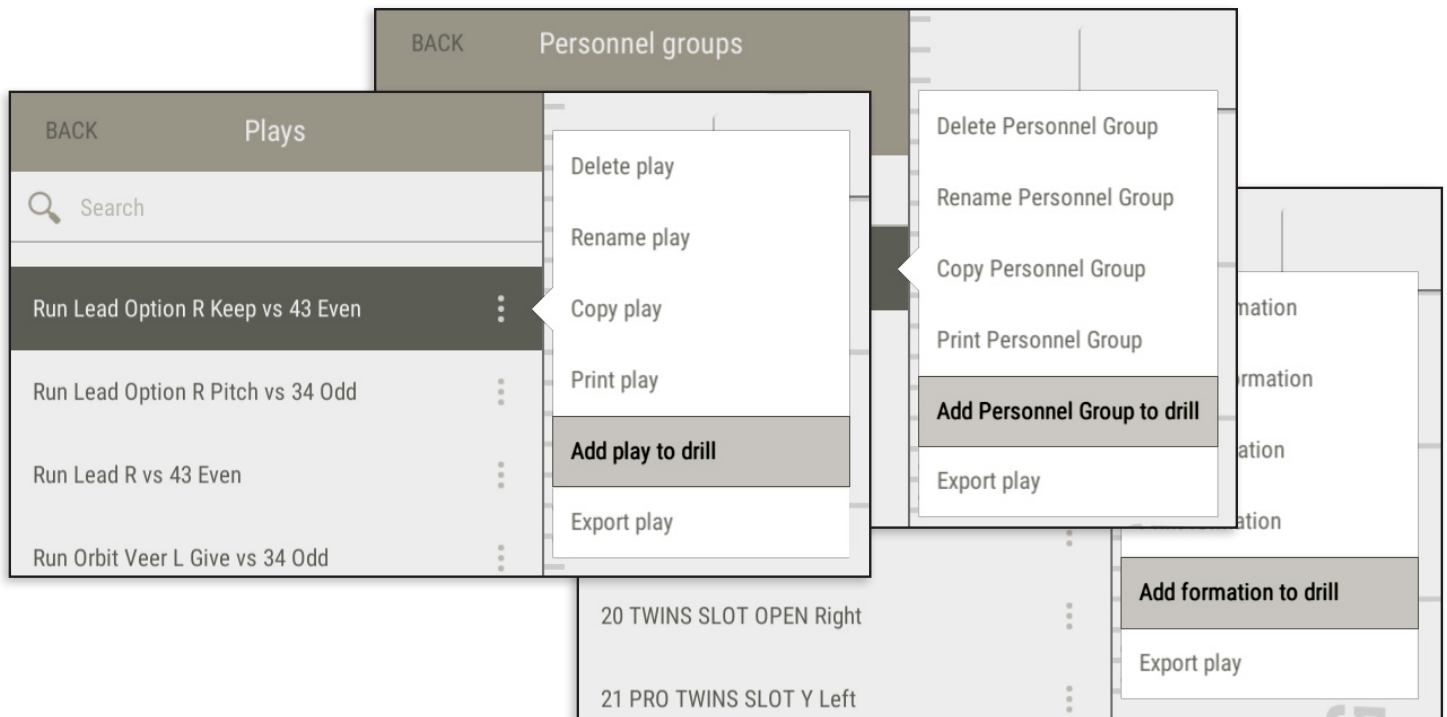 BACK Personnel groups
Delete Personnel Group
Rename Personnel Group
Copy Personnel Group
Print Personnel Group
Add Personnel Group to drill
Export play
BACK Plays
Search
Run Lead Option R Keep vs 43 Even
Run Lead Option R Pitch vs 34 Odd
Run Lead R vs 43 Even
Run Orbit Veer L Give vs 34 Odd
Delete play
Rename play
Copy play
Print play
Add play to drill
Export play
20 TWINS SLOT OPEN Right
21 PRO TWINS SLOT Y Left
Add formation to drill
Export play